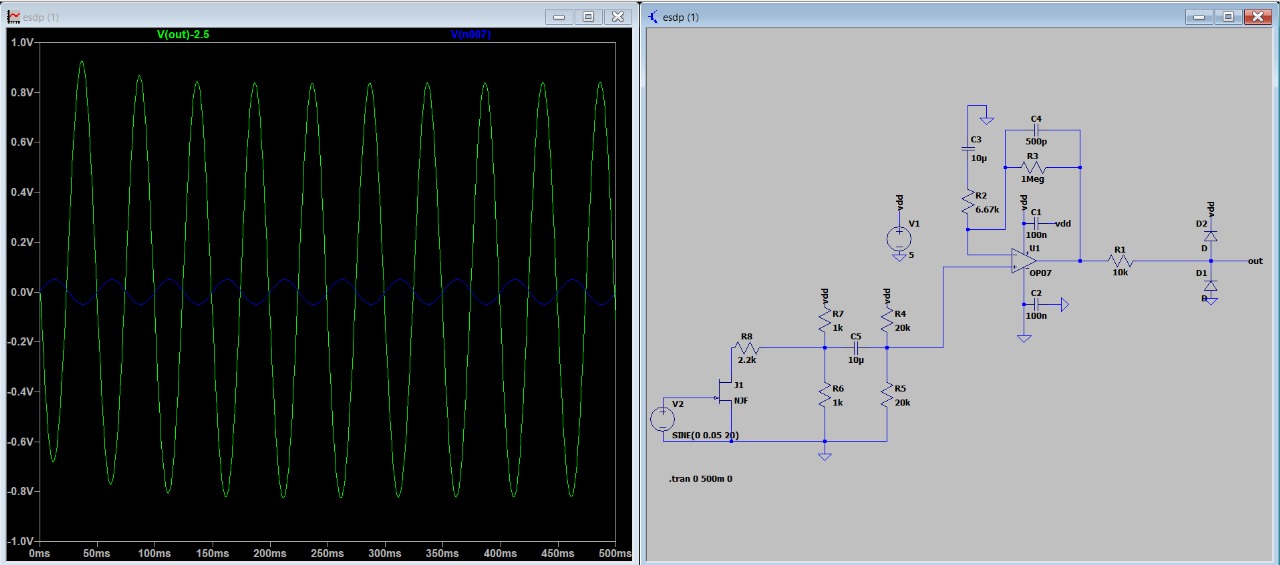 esdp (1)
V(out)-2.5
V(n007)
1.0V
0.8V
0.6V
0.4V
0.2V
0.0V
-0.2V
-0.4V
-0.6V
-0.8V
-1.0V
0ms
50ms
100ms
150ms
200ms
250ms
300ms
350ms
400ms
450ms
500ms
esdp (1)
C4
500p
C3
10µ
R3
1Meg
R2
6.67k
vdd
V1
5
vdd
C1
100n
vdd
U1
OP07
R1
10k
vdd
D2
D
out
D1
D
C2
100n
vdd
R7
1k
vdd
R4
20k
C5
10µ
R8
2.2k
J1
NJF
R6
1k
R5
20k
V2
SINE(0 0.05 20)
.tran 0 500m 0